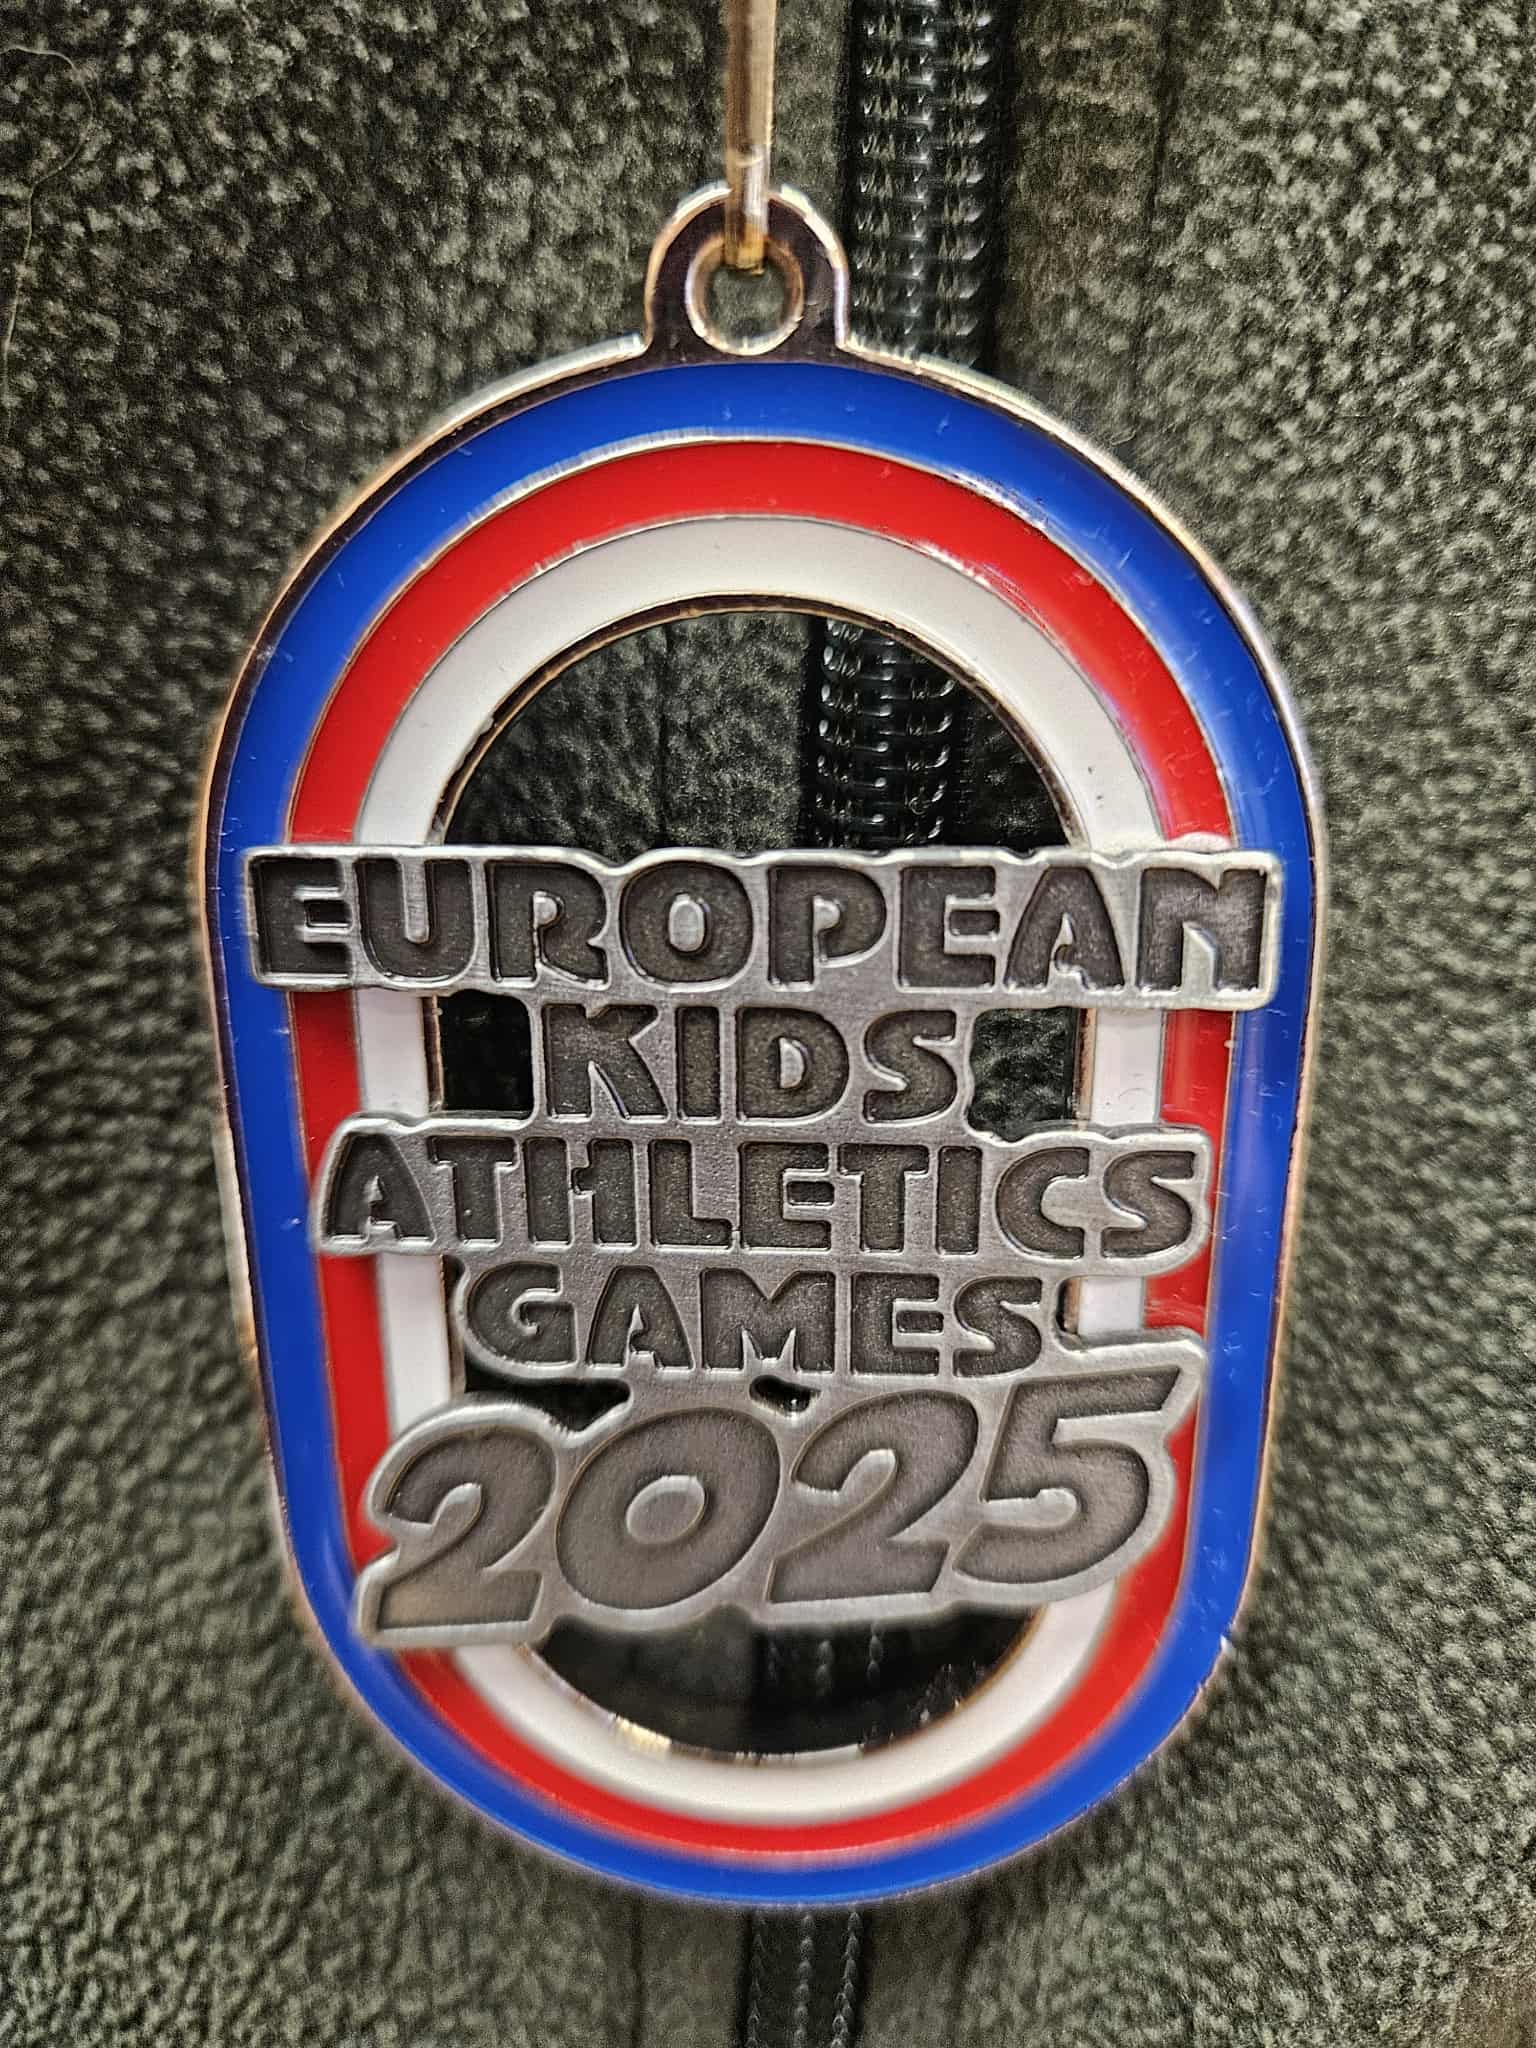 EUROPEAN
KIDS
ATHLETICS
GAMES
2025